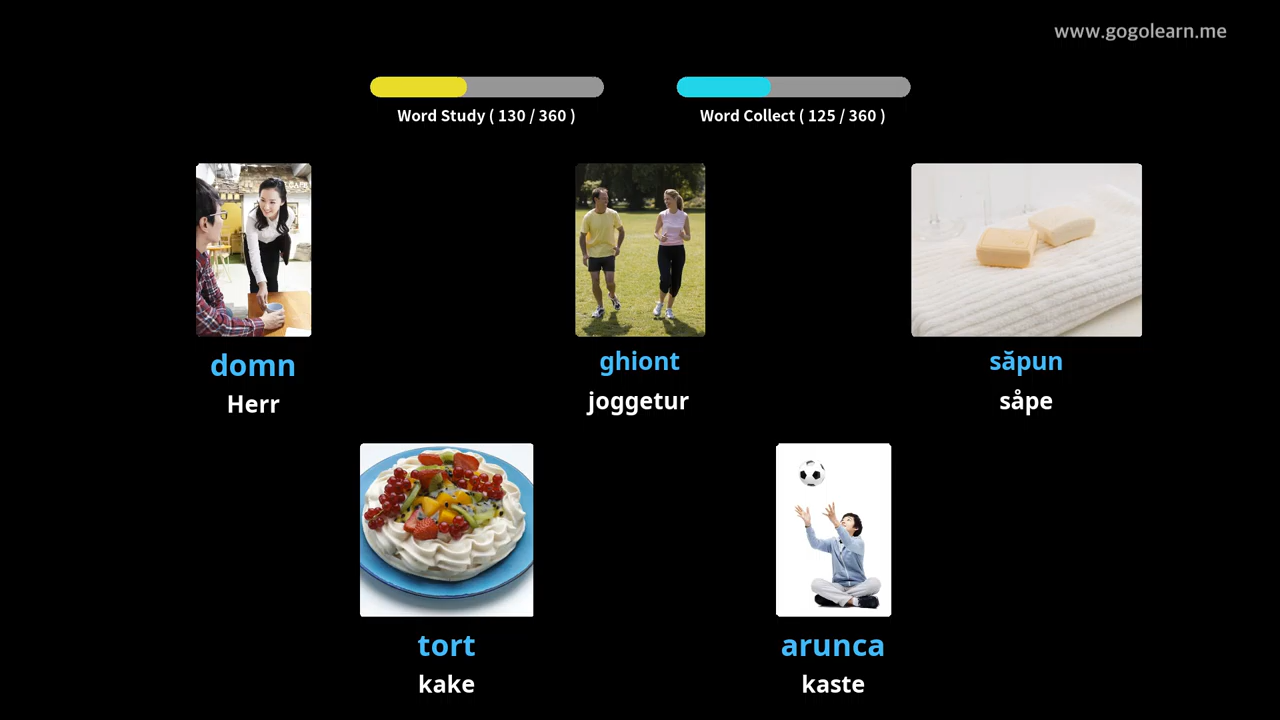 www.gogolearn.me
Word Study ( 130 / 360 )
Word Collect ( 125 / 360 )
domn
Herr
ghiont
joggetur
săpun
såpe
tort
kake
arunca
kaste